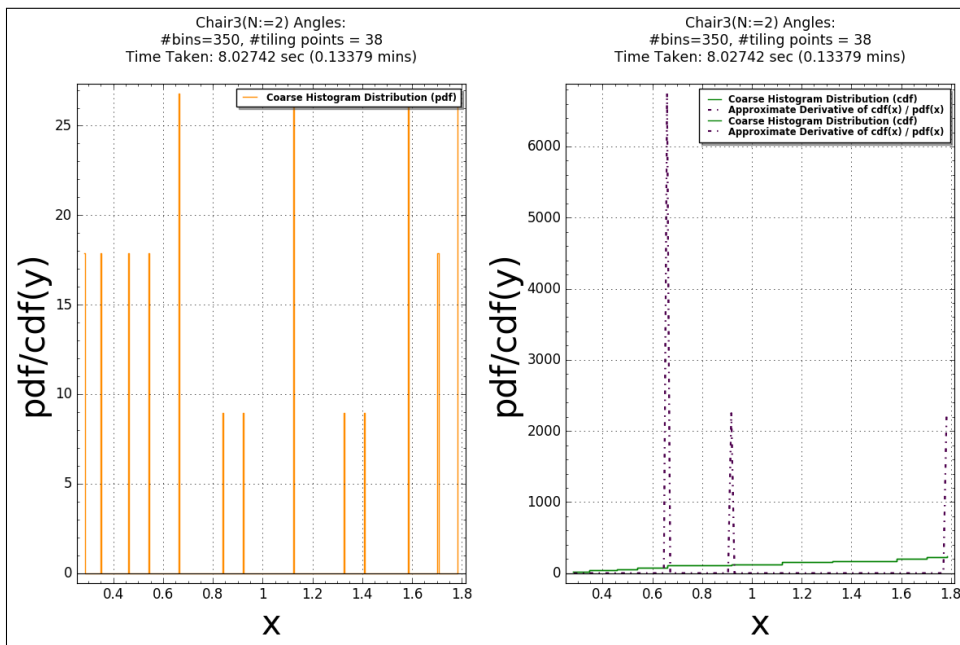 Chair3(N:=2) Angles:
#bins=350, #tiling points = 38
Time Taken: 8.02742 sec (0.13379 mins)
Coarse Histogram Distribution (pdf)
25
20
15
10
5
0
0.4 0.6 0.8 1 1.2 1.4 1.6 1.8
pdf/cdf(y)
x
Chair3(N:=2) Angles:
#bins=350, #tiling points = 38
Time Taken: 8.02742 sec (0.13379 mins)
Coarse Histogram Distribution (cdf)
Approximate Derivative of cdf(x) / pdf(x)
Coarse Histogram Distribution (cdf)
Approximate Derivative of cdf(x) / pdf(x)
6000
5000
4000
3000
2000
1000
0
0.4 0.6 0.8 1 1.2 1.4 1.6 1.8
pdf/cdf(y)
x